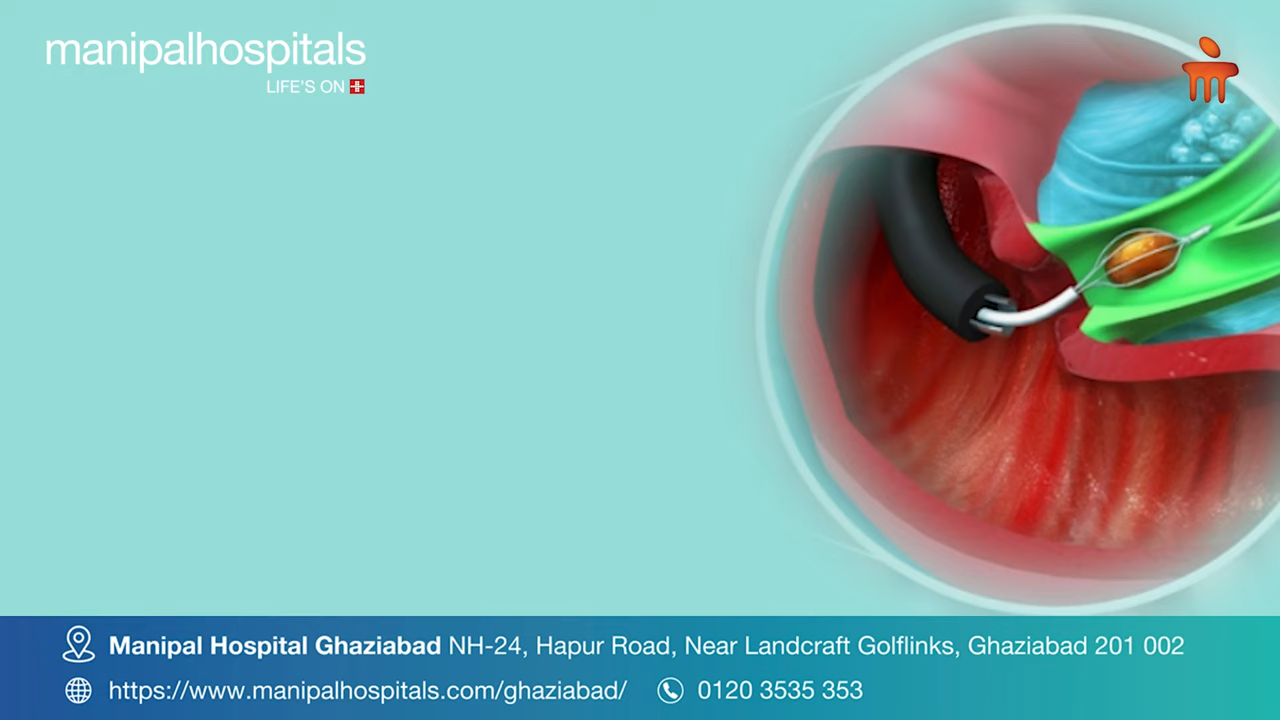 manipalhospitals
LIFE'S ON
Manipal Hospital Ghaziabad NH-24, Hapur Road, Near Landcraft Golflinks, Ghaziabad 201 002
https://www.manipalhospitals.com/ghaziabad/ 0120 3535 353